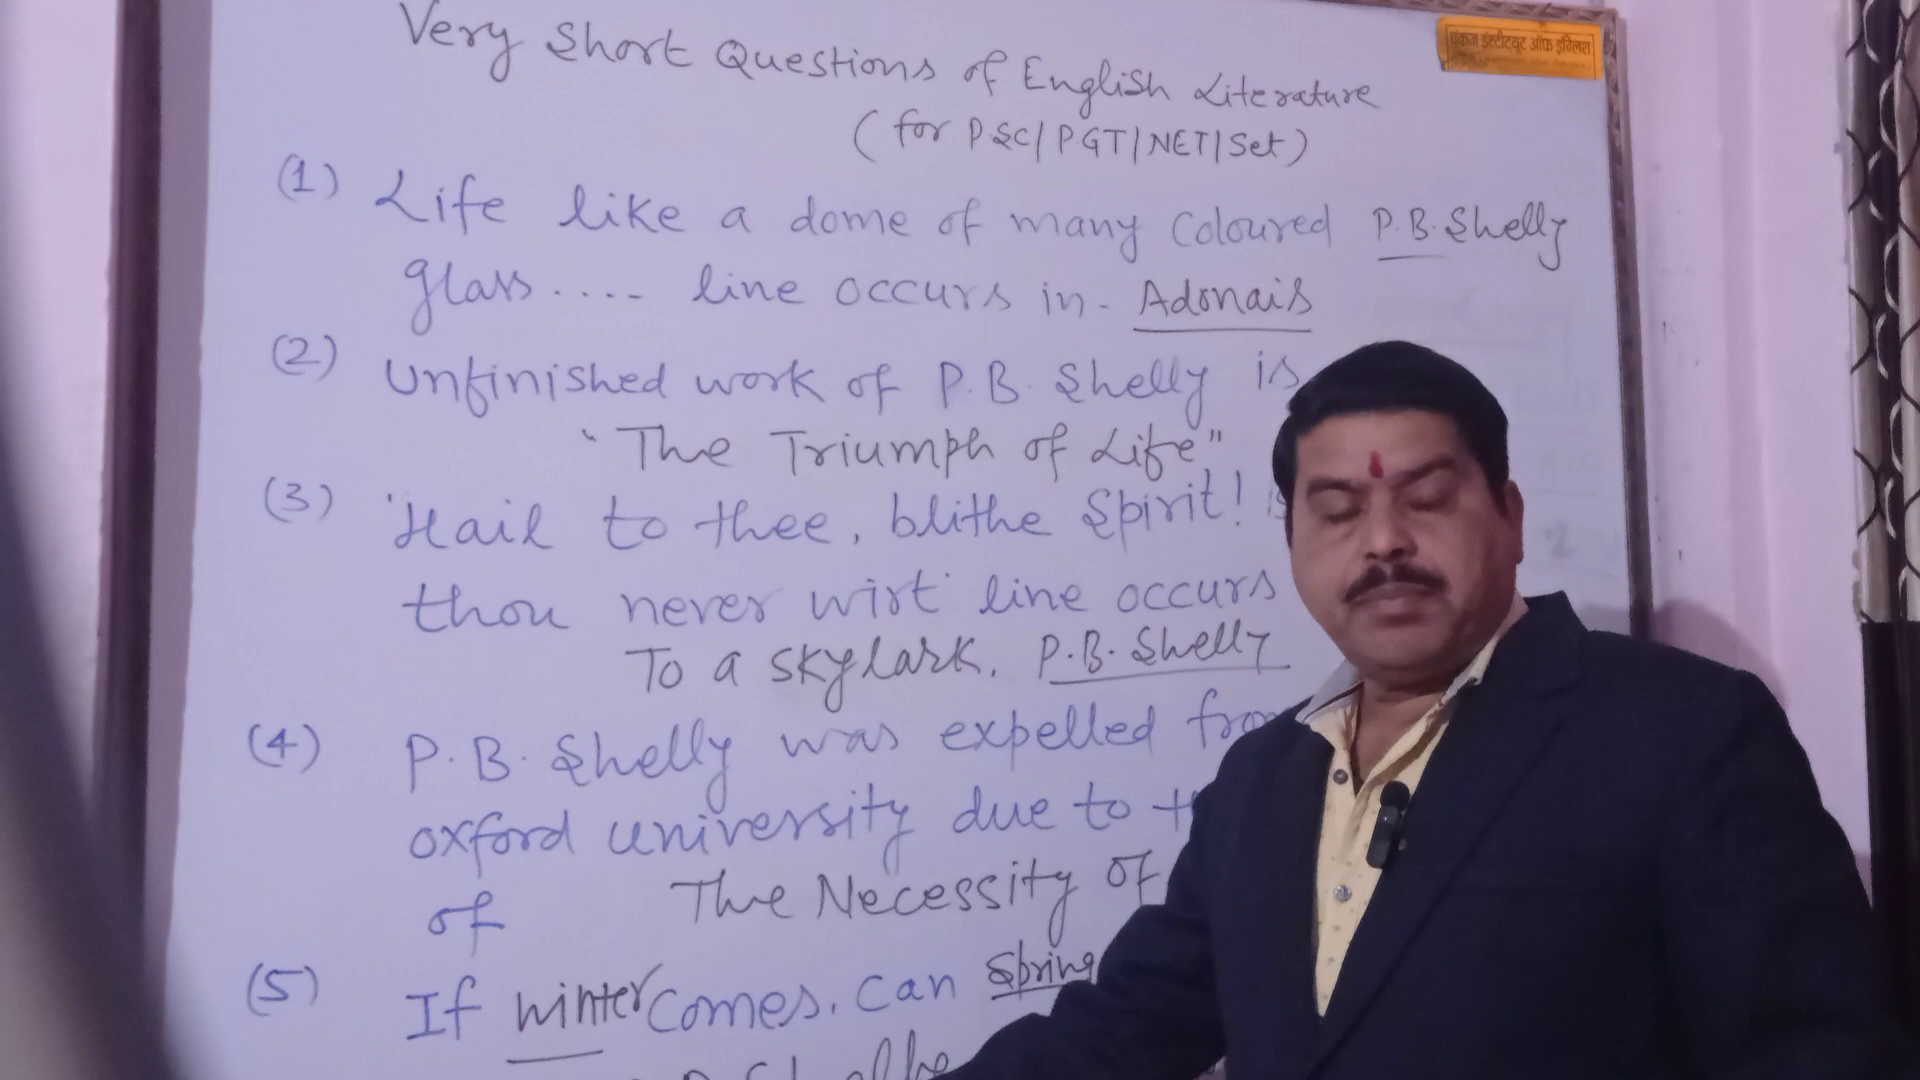 Very Short Questions of English Literature
पंकज इंस्टीट्यूट ऑफ इंग्लिश
(for PSC/PGT/NET/Set)
(1) Life like a dome of many Coloured P.B. Shelly
glass.... line occurs in - Adonais
(2) Unfinished work of P.B. Shelly is
"The Triumph of Life"
(3) 'Hail to thee, blithe Spirit!
thou never wirt' line occurs
To a skylark. P.B. Shelly
(4) P.B. Shelly was expelled from
oxford university due to
of The Necessity of
(5) If winter comes, can Spring